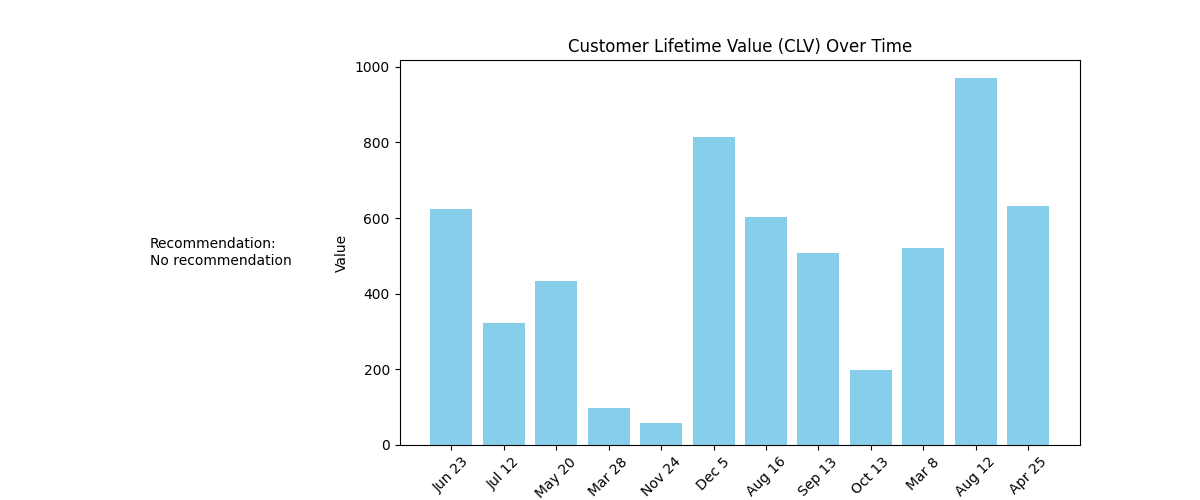 Customer Lifetime Value (CLV) Over Time
Recommendation:
No recommendation
Value
1000
800
600
400
200
0
Jun 23
Jul 12
May 20
Mar 28
Nov 24
Dec 5
Aug 16
Sep 13
Oct 13
Mar 8
Aug 12
Apr 25